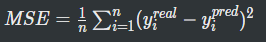 MSE = \frac{1}{n} \sum_{i=1}^{n} (y_i^{real} - y_i^{pred})^2